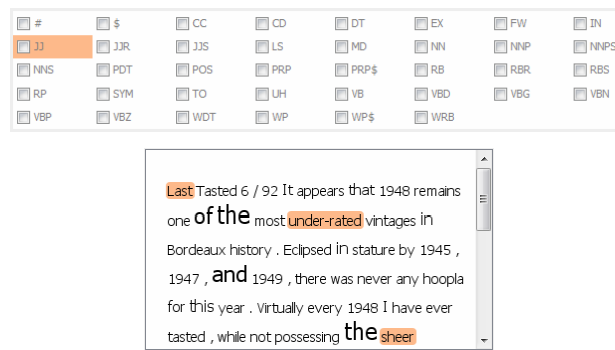 # $ CC CD DT EX FW IN
JJ JJR JJS LS MD NN NNP NNPS
NNS PDT POS PRP PRP$ RB RBR RBS
RP SYM TO UH VB VBD VBG VBN
VBP VBZ WDT WP WP$ WRB
Last Tasted 6 / 92 It appears that 1948 remains
one of the most under-rated vintages in
Bordeaux history . Eclipsed in stature by 1945 ,
1947 , and 1949 , there was never any hoopla
for this year . Virtually every 1948 I have ever
tasted , while not possessing the sheer